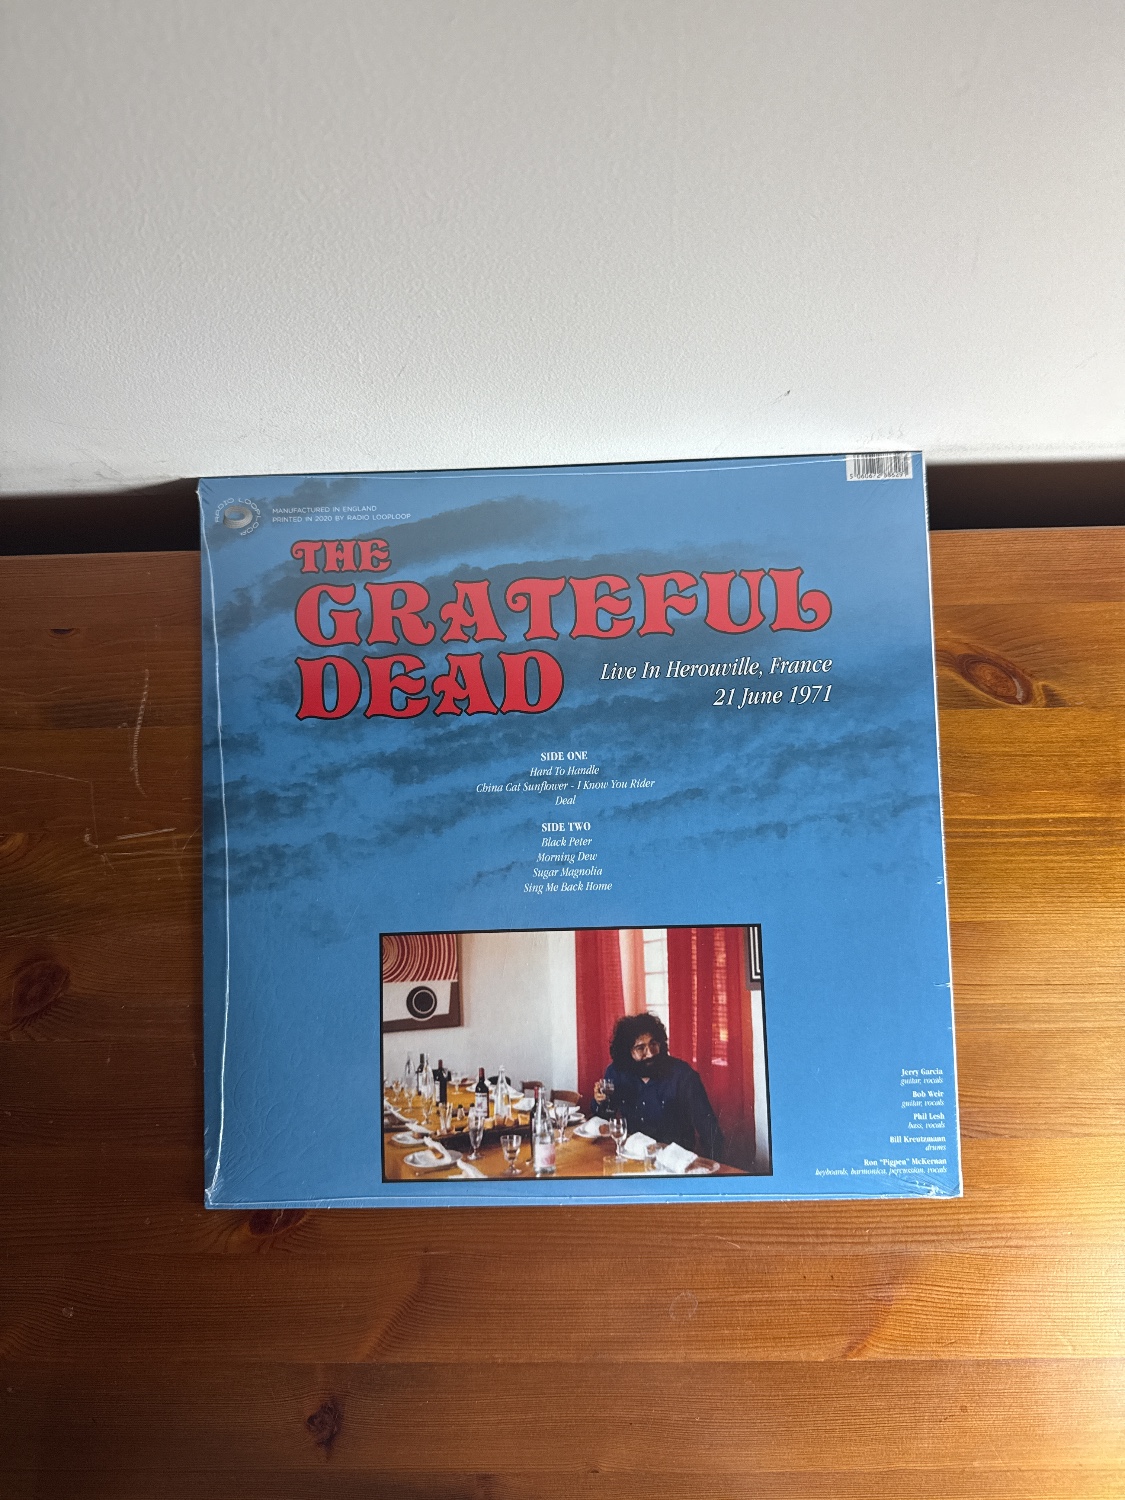 RADIO LOOPLOOP
MANUFACTURED IN ENGLAND
PRINTED IN 2020 BY RADIO LOOPLOOP
THE
GRATEFUL
DEAD
Live In Herouville, France
21 June 1971
SIDE ONE
Hard To Handle
China Cat Sunflower - I Know You Rider
Deal
SIDE TWO
Black Peter
Morning Dew
Sugar Magnolia
Sing Me Back Home
Jerry Garcia
guitar, vocals
Bob Weir
guitar, vocals
Phil Lesh
bass, vocals
Bill Kreutzmann
drums
Ron "Pigpen" McKernan
keyboards, harmonica, percussion, vocals